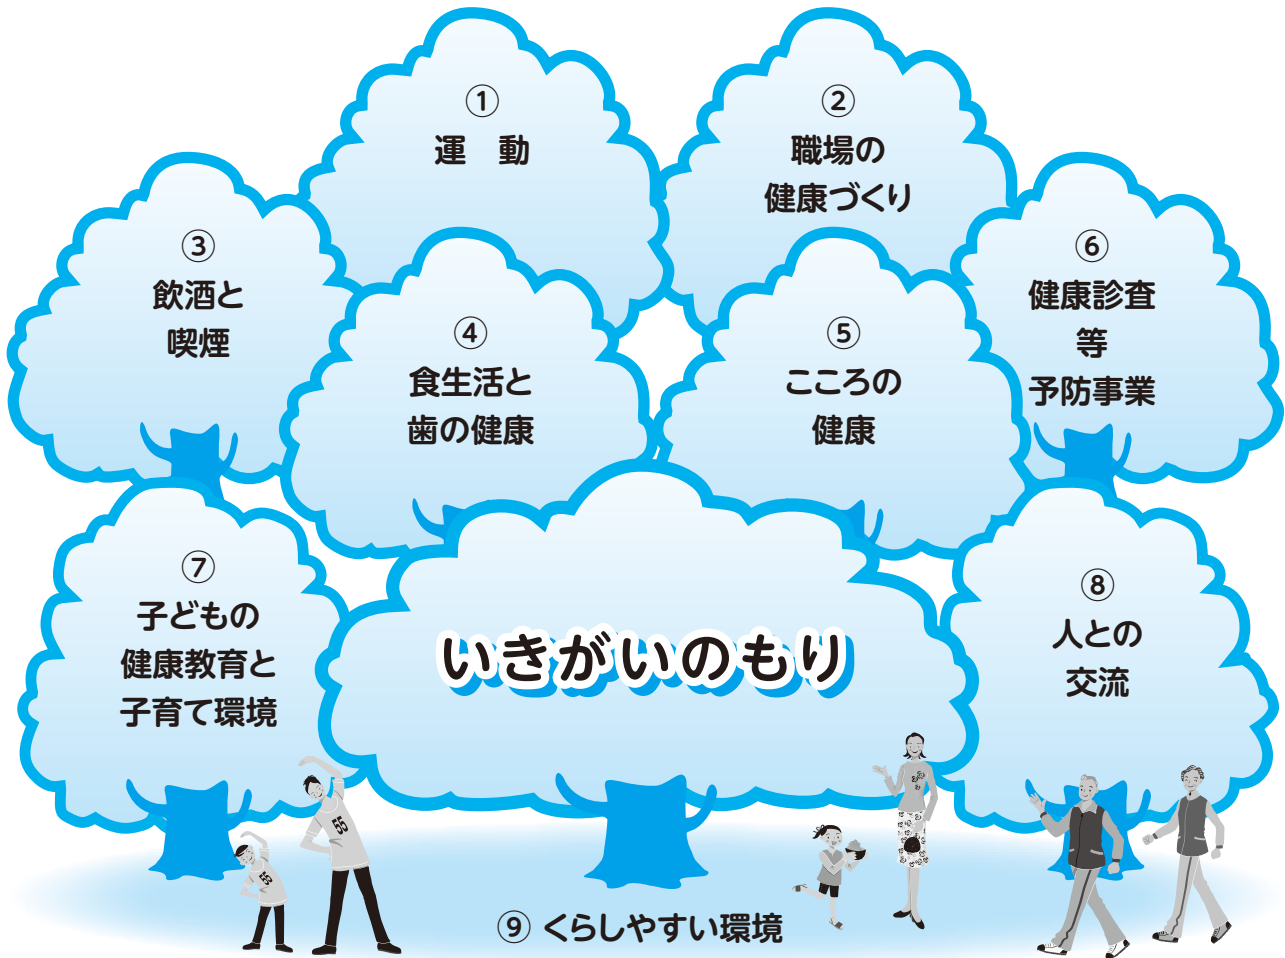 ①
運　動
②
職場の
健康づくり
③
飲酒と
喫煙
④
食生活と
歯の健康
⑤
こころの
健康
⑥
健康診査
等
予防事業
⑦
子どもの
健康教育と
子育て環境
いきがいのもり
⑧
人との
交流
55
55
⑨ くらしやすい環境